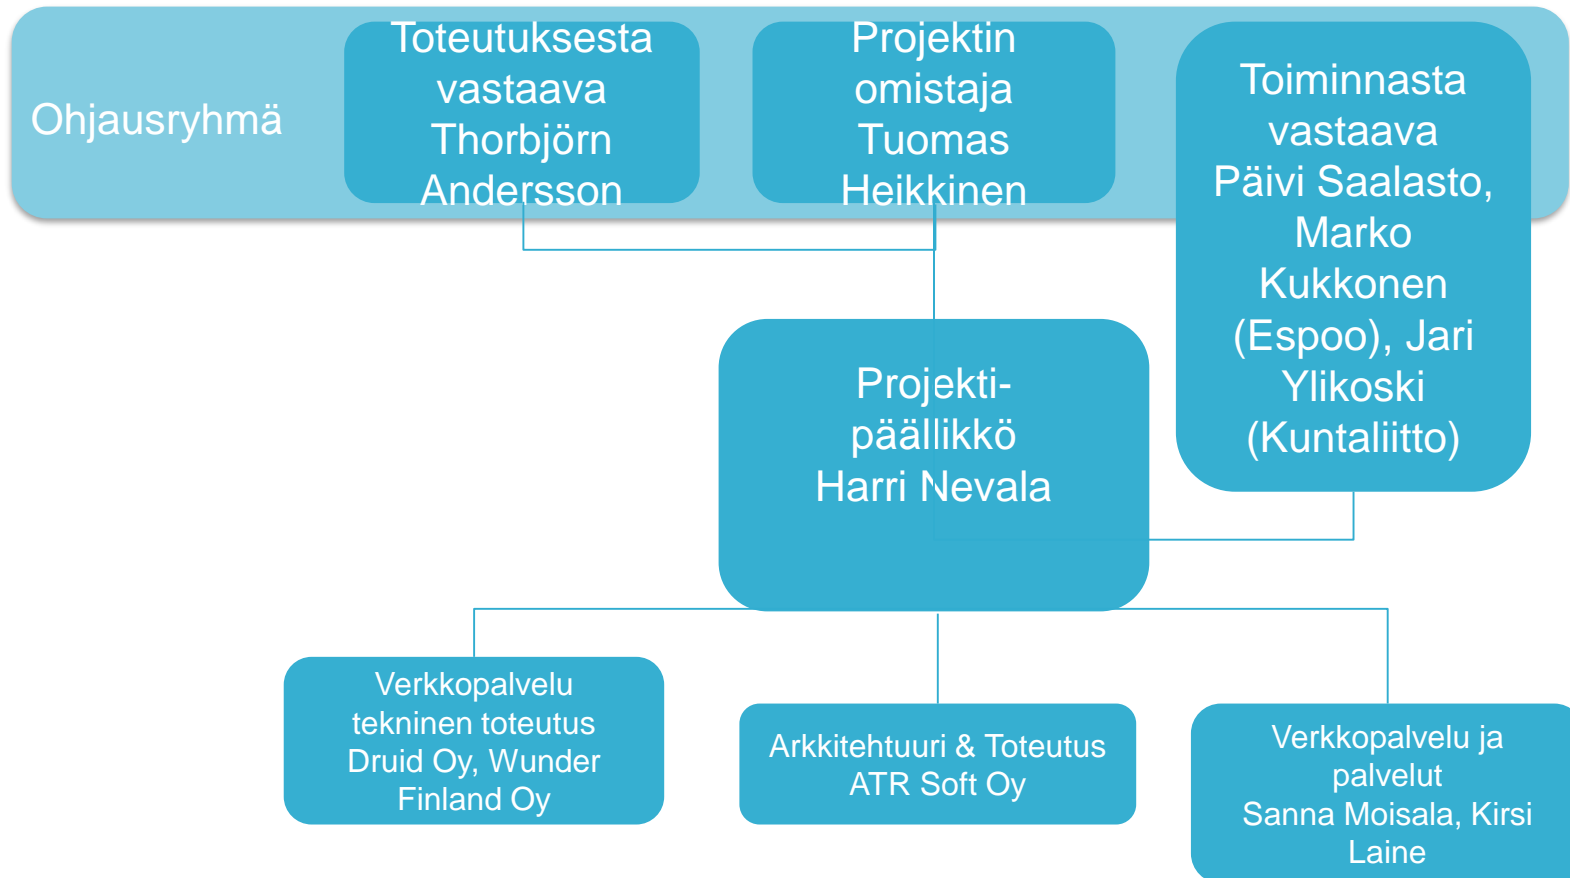 Ohjausryhmä
Toteutuksesta
vastaava
Thorbjörn
Andersson
Projektin
omistaja
Tuomas
Heikkinen
Toiminnasta
vastaava
Päivi Saalasto,
Marko
Kukkonen
(Espoo), Jari
Ylikoski
(Kuntaliitto)
Projekti-
päällikkö
Harri Nevala
Verkkopalvelu
tekninen toteutus
Druid Oy, Wunder
Finland Oy
Arkkitehtuuri & Toteutus
ATR Soft Oy
Verkkopalvelu ja
palvelut
Sanna Moisala, Kirsi
Laine